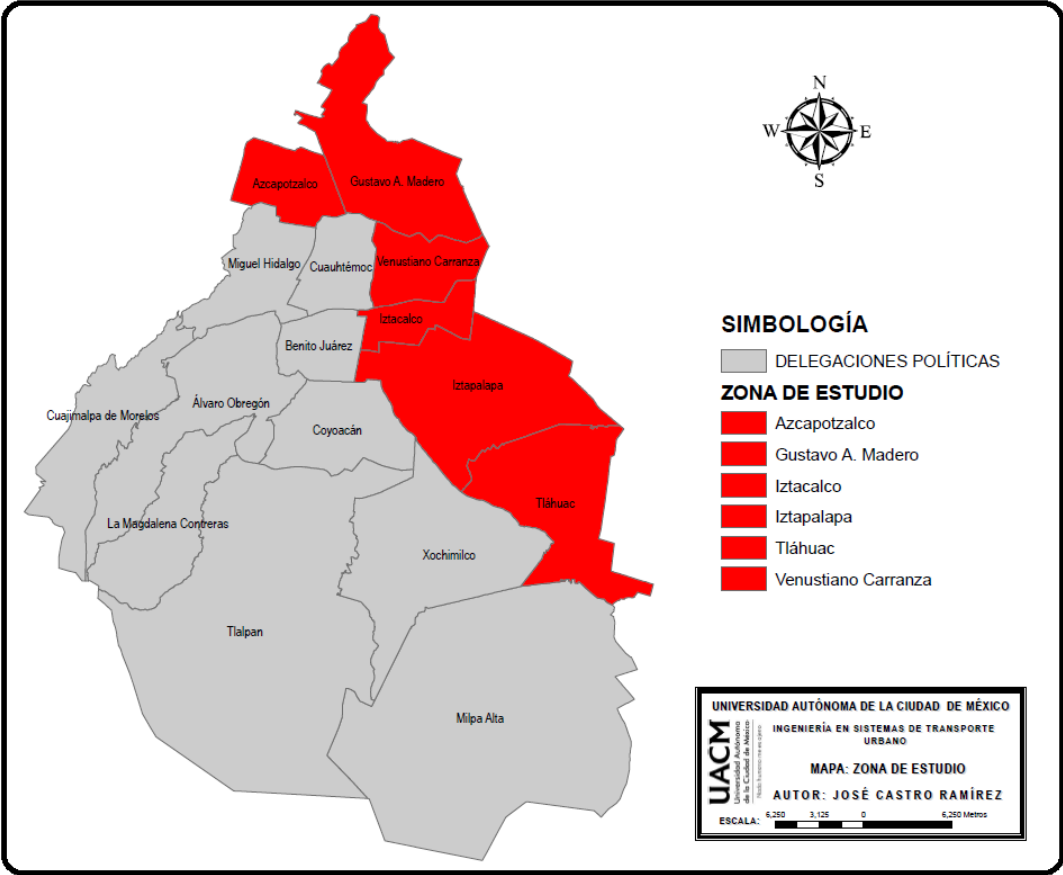 N
W
E
S
Azcapotzalco
Gustavo A. Madero
Miguel Hidalgo
Cuauhtémoc
Venustiano Carranza
Iztacalco
Benito Juárez
Iztapalapa
Álvaro Obregón
Cuajimalpa de Morelos
Coyoacán
La Magdalena Contreras
Tláhuac
Xochimilco
Tlalpan
Milpa Alta
SIMBOLOGÍA
DELEGACIONES POLÍTICAS
ZONA DE ESTUDIO
Azcapotzalco
Gustavo A. Madero
Iztacalco
Iztapalapa
Tláhuac
Venustiano Carranza
UNIVERSIDAD AUTÓNOMA DE LA CIUDAD DE MÉXICO
UACM
Universidad Autónoma
de la Ciudad de México
INGENIERÍA EN SISTEMAS DE TRANSPORTE
URBANO
MAPA: ZONA DE ESTUDIO
AUTOR: JOSÉ CASTRO RAMÍREZ
ESCALA:
6,250 3,125 0 6,250 Metros